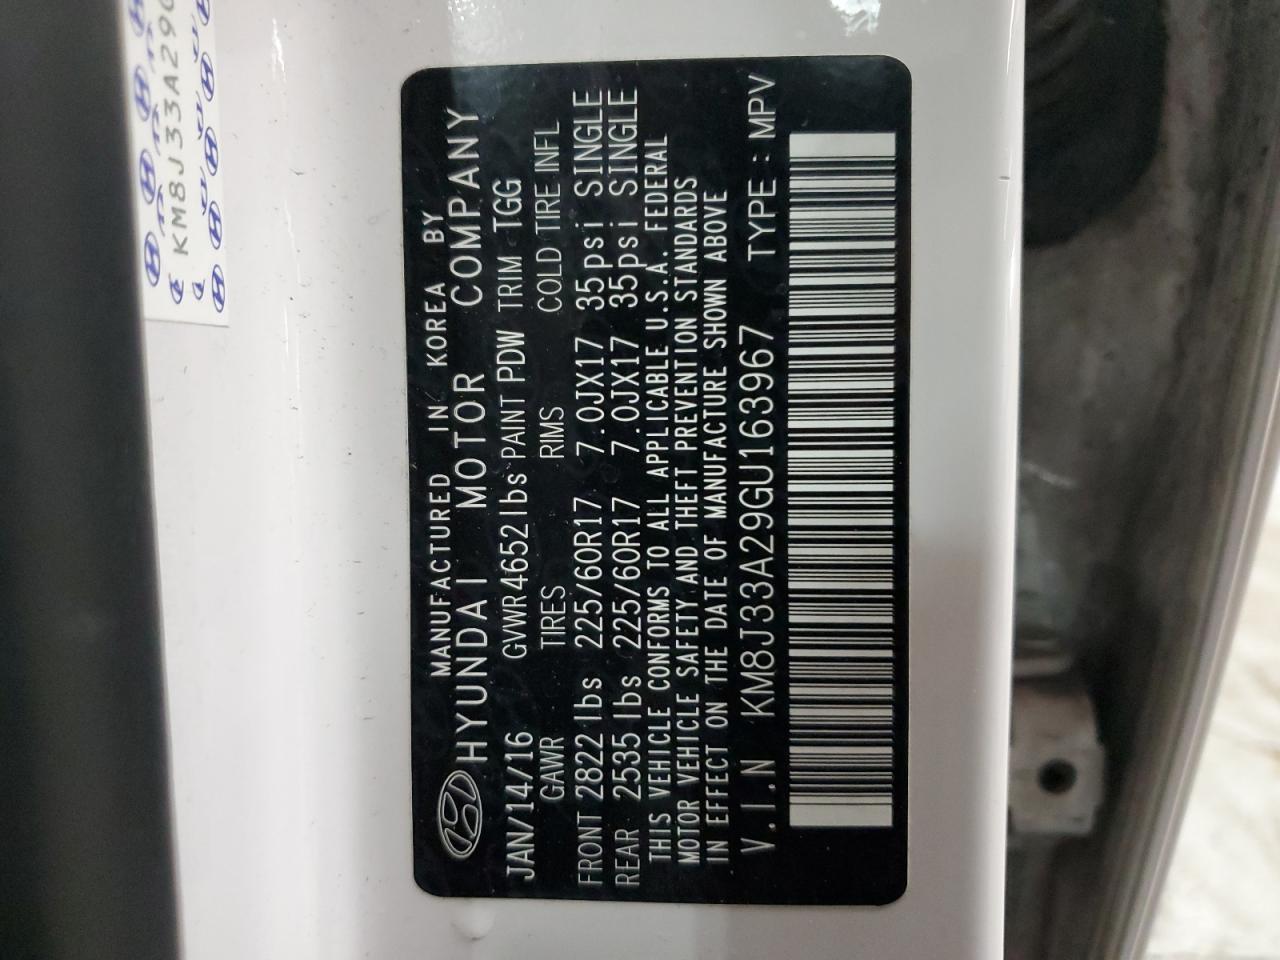 KM8J33A29
MANUFACTURED IN KOREA BY
HYUNDAI MOTOR COMPANY
JAN/14/16 GVWR 4652 lbs PAINT PDW TRIM TGG
GAWR TIRES RIMS COLD TIRE INFL
FRONT 2822 lbs 225/60R17 7.0JX17 35psi SINGLE
REAR 2535 lbs 225/60R17 7.0JX17 35psi SINGLE
THIS VEHICLE CONFORMS TO ALL APPLICABLE U.S.A. FEDERAL
MOTOR VEHICLE SAFETY AND THEFT PREVENTION STANDARDS
IN EFFECT ON THE DATE OF MANUFACTURE SHOWN ABOVE
V.I.N KM8J33A29GU163967 TYPE : MPV